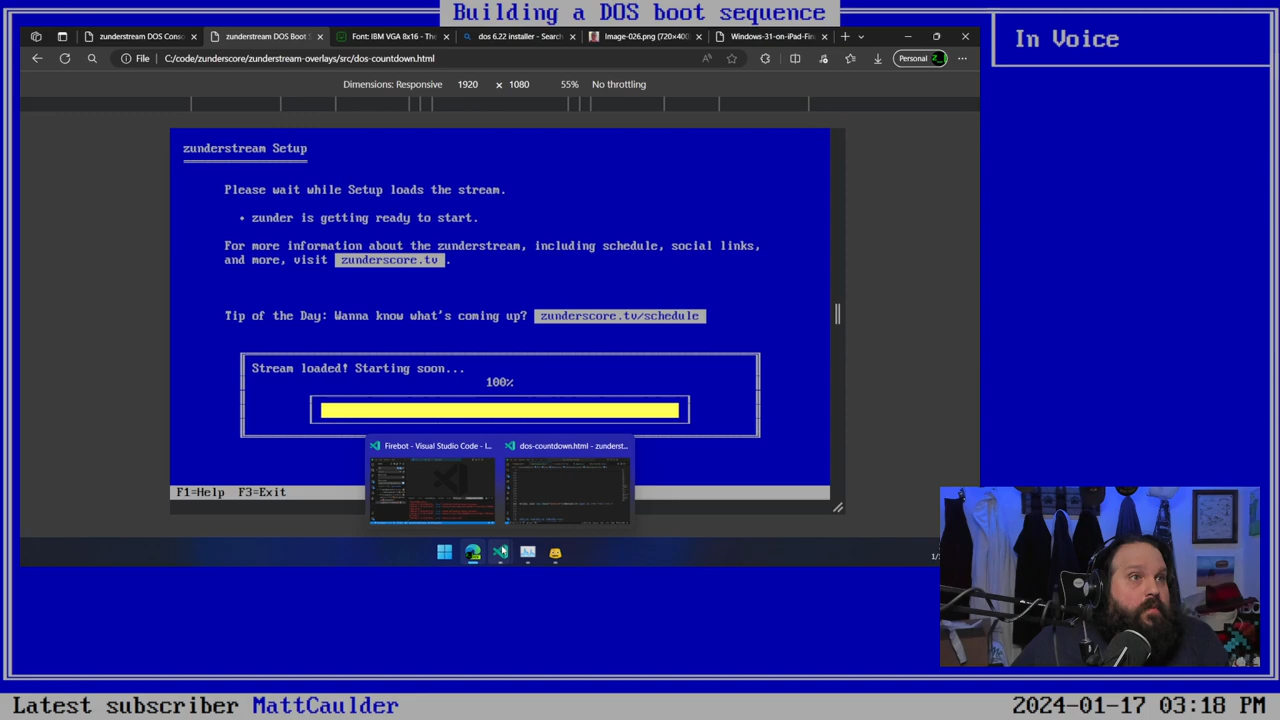 Building a DOS boot sequence
In Voice
zunderstream DOS Conso
zunderstream DOS Boot S
Font: IBM VGA 8x16 - The
dos 6.22 installer - Search
Image-026.png (720×400
Windows-31-on-iPad-Fin
File
C:/code/zunderscore/zunderstream-overlays/src/dos-countdown.html
Personal
Dimensions: Responsive 1920 × 1080 55% No throttling
zunderstream Setup
Please wait while Setup loads the stream.
• zunder is getting ready to start.
For more information about the zunderstream, including schedule, social links,
and more, visit zunderscore.tv .
Tip of the Day: Wanna know what's coming up? zunderscore.tv/schedule
Stream loaded! Starting soon...
100%
Firebot - Visual Studio Code - I...
dos-countdown.html - zunderst...
F1=Help F3=Exit
Latest subscriber MattCaulder
2024-01-17 03:18 PM